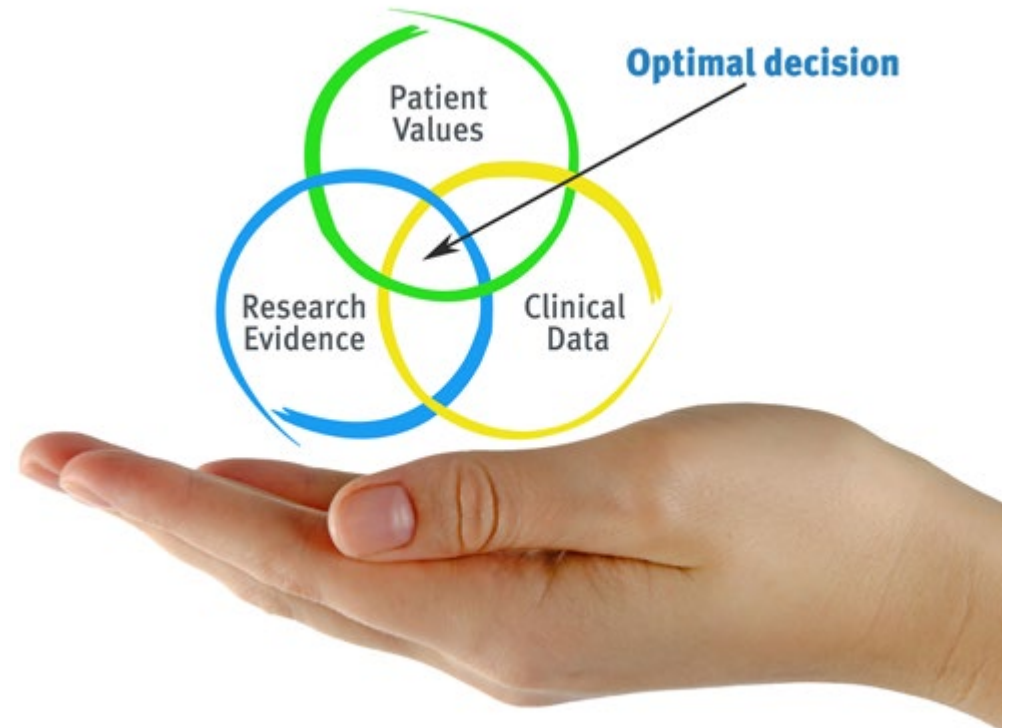 Optimal decision
Patient
Values
Research
Evidence
Clinical
Data